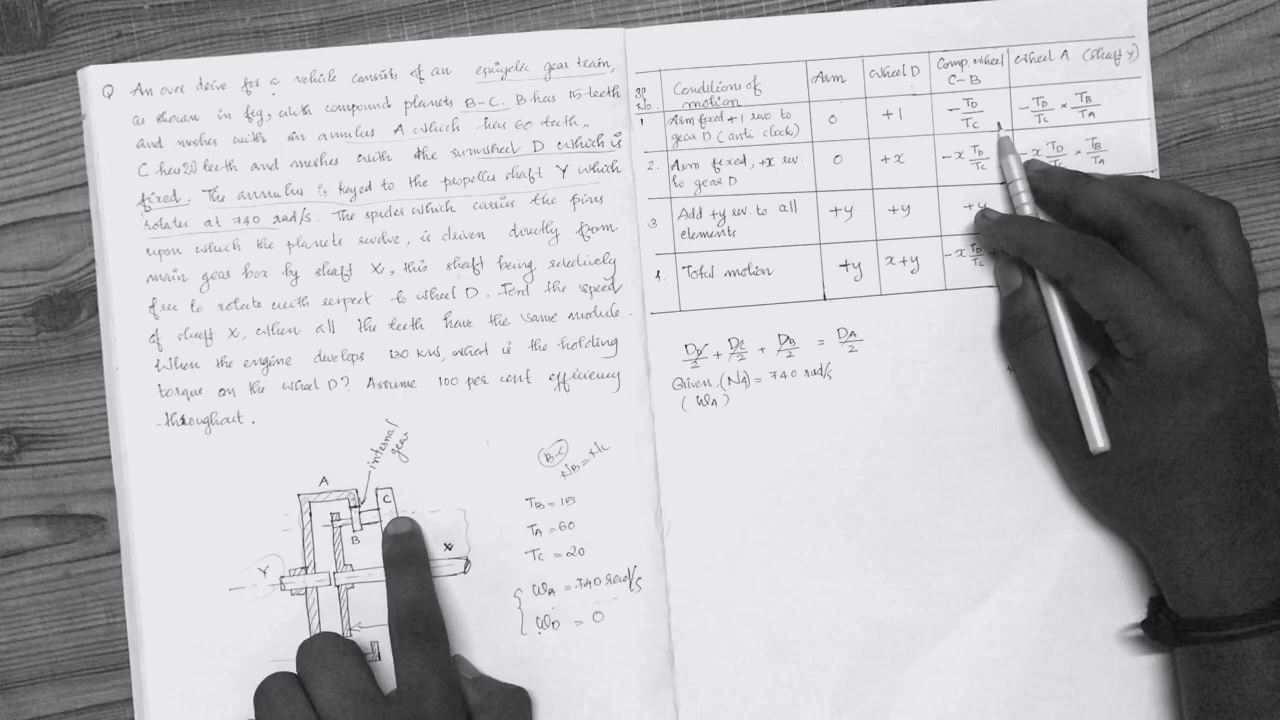 Q An over drive for a vehicle consists of an epicyclic gear train,
as shown in fig, with compound planets B-C. B has 15 teeth
and meshes with an annulus A which has 60 teeth.
C has 20 teeth and meshes with the sunwheel D which is
fixed. The annulus is keyed to the propeller shaft Y which
rotates at 740 rad/s. The spider which carries the pins
upon which the planets revolve, is driven directly from
main gear box by shaft X, this shaft being relectively
free to rotate with respect to wheel D. Find the speed
of shaft X, when all the teeth have the same module.
When the engine develops 130 kW, what is the holding
torque on the wheel D? Assume 100 per cent efficiency
throughout.
A
internal
gear
C
B
Y
X
B-C
NB = NC
TB = 15
TA = 60
TC = 20
ωA = 740 rad/s
ωD = 0
Sl No. Conditions of motion Arm Wheel D Comp. wheel C-B Wheel A (shaft Y)
1 Arm fixed +1 rev. to gear D (anti clock) 0 +1 -TD/TC -TD/TC × TB/TA
2. Arm fixed, +x rev. to gear D 0 +x -x TD/TC -x TD/TC × TB/TA
3 Add +y rev. to all elements +y +y +y
4. Total motion +y x+y -x TD/TC
DD/2 + DC/2 + DB/2 = DA/2
Given, (NA) = 740 rad/s
(ωA)